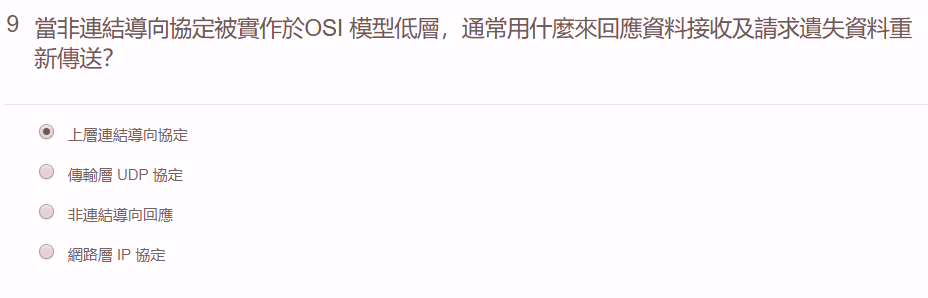 9 當非連結導向協定被實作於OSI 模型低層，通常用什麼來回應資料接收及請求遺失資料重
新傳送？
上層連結導向協定
傳輸層 UDP 協定
非連結導向回應
網路層 IP 協定